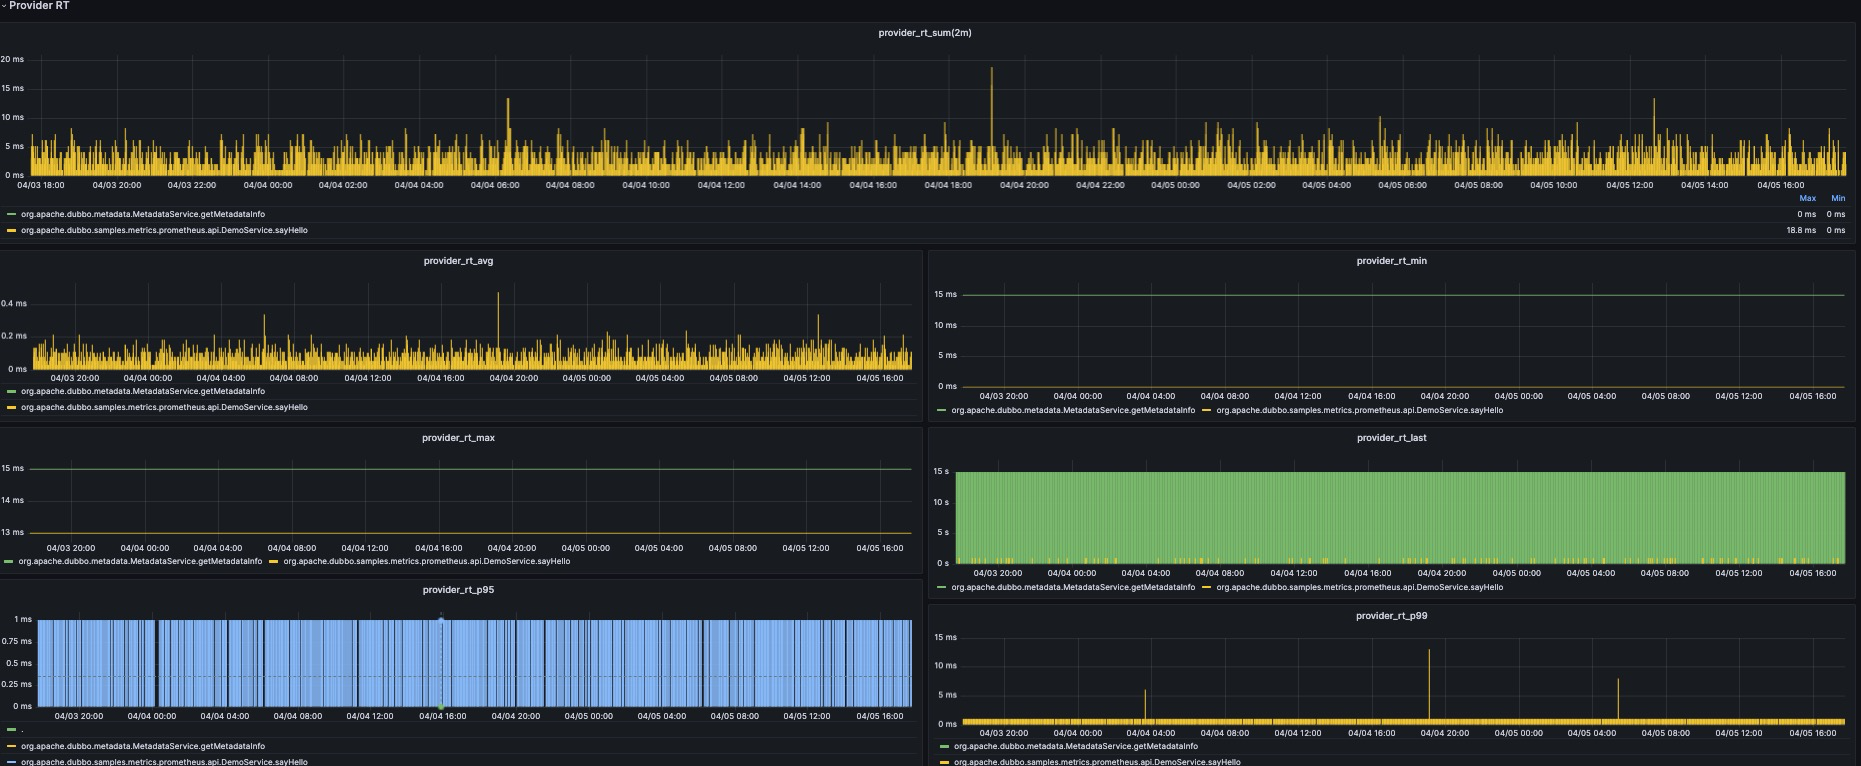 Provider RT
provider_rt_sum(2m)
20 ms
15 ms
10 ms
5 ms
0 ms
04/03 18:00 04/03 20:00 04/03 22:00 04/04 00:00 04/04 02:00 04/04 04:00 04/04 06:00 04/04 08:00 04/04 10:00 04/04 12:00 04/04 14:00 04/04 16:00 04/04 18:00 04/04 20:00 04/04 22:00 04/05 00:00 04/05 02:00 04/05 04:00 04/05 06:00 04/05 08:00 04/05 10:00 04/05 12:00 04/05 14:00 04/05 16:00
Max Min
org.apache.dubbo.metadata.MetadataService.getMetadataInfo 0 ms 0 ms
org.apache.dubbo.samples.metrics.prometheus.api.DemoService.sayHello 18.8 ms 0 ms
provider_rt_avg
0.4 ms
0.2 ms
0 ms
04/03 20:00 04/04 00:00 04/04 04:00 04/04 08:00 04/04 12:00 04/04 16:00 04/04 20:00 04/05 00:00 04/05 04:00 04/05 08:00 04/05 12:00 04/05 16:00
org.apache.dubbo.metadata.MetadataService.getMetadataInfo
org.apache.dubbo.samples.metrics.prometheus.api.DemoService.sayHello
provider_rt_min
15 ms
10 ms
5 ms
0 ms
04/03 20:00 04/04 00:00 04/04 04:00 04/04 08:00 04/04 12:00 04/04 16:00 04/04 20:00 04/05 00:00 04/05 04:00 04/05 08:00 04/05 12:00 04/05 16:00
org.apache.dubbo.metadata.MetadataService.getMetadataInfo org.apache.dubbo.samples.metrics.prometheus.api.DemoService.sayHello
provider_rt_max
15 ms
14 ms
13 ms
04/03 20:00 04/04 00:00 04/04 04:00 04/04 08:00 04/04 12:00 04/04 16:00 04/04 20:00 04/05 00:00 04/05 04:00 04/05 08:00 04/05 12:00 04/05 16:00
org.apache.dubbo.metadata.MetadataService.getMetadataInfo org.apache.dubbo.samples.metrics.prometheus.api.DemoService.sayHello
provider_rt_last
15 s
10 s
5 s
0 s
04/03 20:00 04/04 00:00 04/04 04:00 04/04 08:00 04/04 12:00 04/04 16:00 04/04 20:00 04/05 00:00 04/05 04:00 04/05 08:00 04/05 12:00 04/05 16:00
org.apache.dubbo.metadata.MetadataService.getMetadataInfo org.apache.dubbo.samples.metrics.prometheus.api.DemoService.sayHello
provider_rt_p95
1 ms
0.75 ms
0.5 ms
0.25 ms
0 ms
04/03 20:00 04/04 00:00 04/04 04:00 04/04 08:00 04/04 12:00 04/04 16:00 04/04 20:00 04/05 00:00 04/05 04:00 04/05 08:00 04/05 12:00 04/05 16:00
.
org.apache.dubbo.metadata.MetadataService.getMetadataInfo
org.apache.dubbo.samples.metrics.prometheus.api.DemoService.sayHello
provider_rt_p99
15 ms
10 ms
5 ms
0 ms
04/03 20:00 04/04 00:00 04/04 04:00 04/04 08:00 04/04 12:00 04/04 16:00 04/04 20:00 04/05 00:00 04/05 04:00 04/05 08:00 04/05 12:00 04/05 16:00
org.apache.dubbo.metadata.MetadataService.getMetadataInfo
org.apache.dubbo.samples.metrics.prometheus.api.DemoService.sayHello